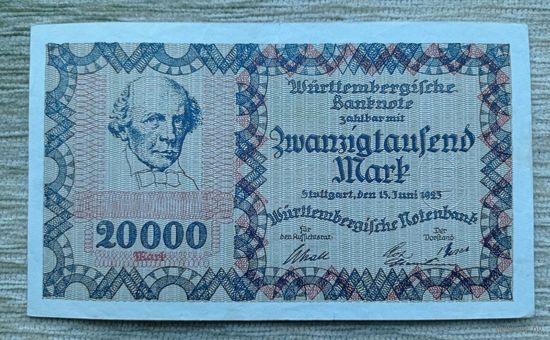 Württembergische
Banknote
zahlbar mit
Zwanzigtausend
Mark
Stuttgart, den 15. Juni 1923
Württembergische Notenbank
für
den Aufsichtsrat:
Der
Vorstand:
20000
Mark